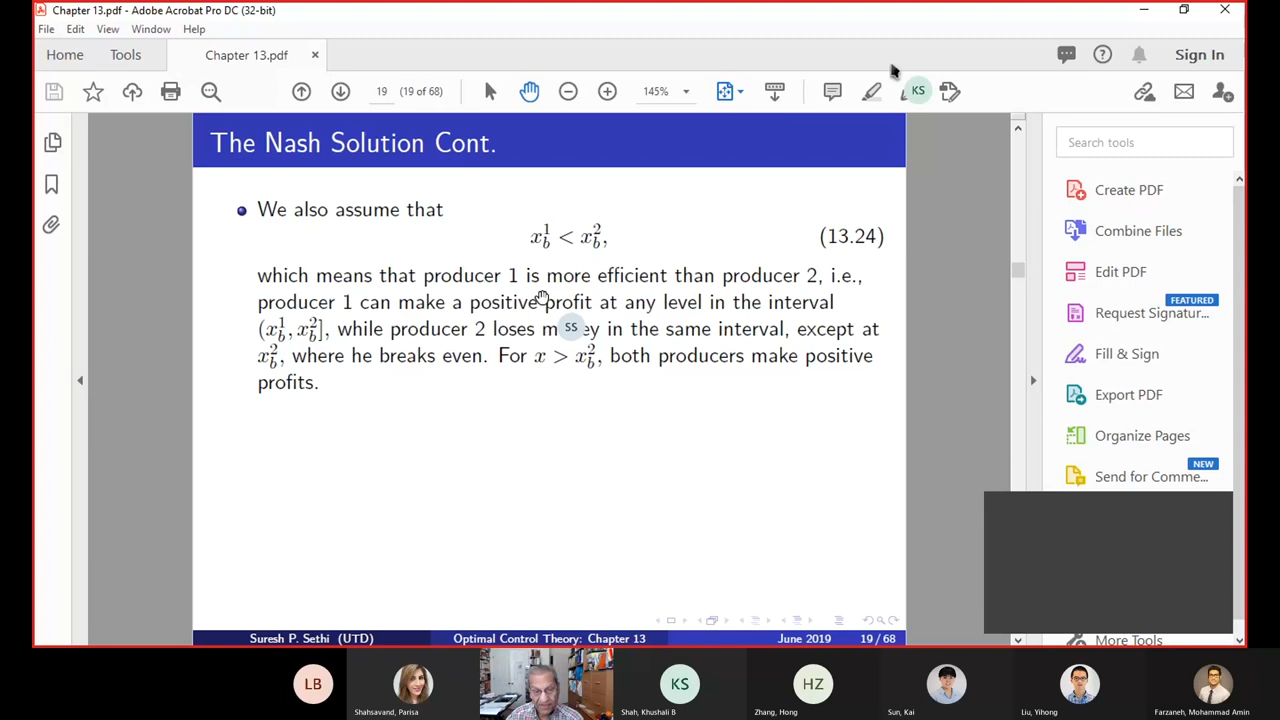 Chapter 13.pdf - Adobe Acrobat Pro DC (32-bit)
File Edit View Window Help
Home Tools Chapter 13.pdf × Sign In
19 (19 of 68) 145% KS
The Nash Solution Cont.
Search tools
Create PDF
Combine Files
Edit PDF
FEATURED
Request Signatur...
Fill & Sign
Export PDF
Organize Pages
NEW
Send for Comme...
More Tools
We also assume that
x_b^1 < x_b^2, (13.24)
which means that producer 1 is more efficient than producer 2, i.e.,
producer 1 can make a positive profit at any level in the interval
(x_b^1, x_b^2], while producer 2 loses m SS ey in the same interval, except at
x_b^2, where he breaks even. For x > x_b^2, both producers make positive
profits.
Suresh P. Sethi (UTD) Optimal Control Theory: Chapter 13 June 2019 19 / 68
LB KS HZ
Shahsavand, Parisa Shah, Khushali B Zhang, Hong Sun, Kai Liu, Yihong Farzaneh, Mohammad Amin